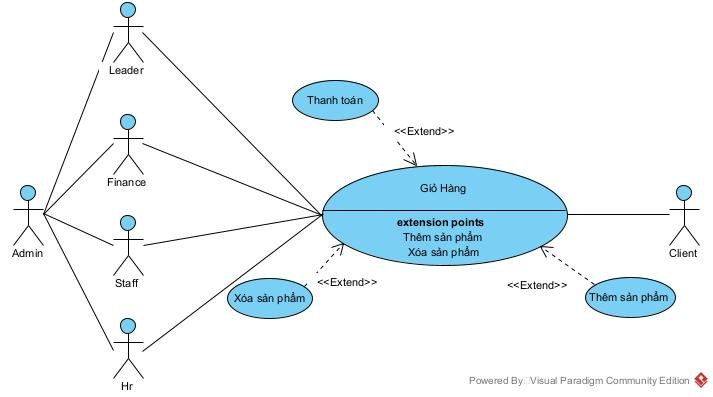 Leader
Thanh toán
<<Extend>>
Finance
Giỏ Hàng
extension points
Thêm sản phẩm
Xóa sản phẩm
Admin
Client
Staff
<<Extend>>
Xóa sản phẩm
<<Extend>>
Thêm sản phẩm
Hr
Powered By Visual Paradigm Community Edition